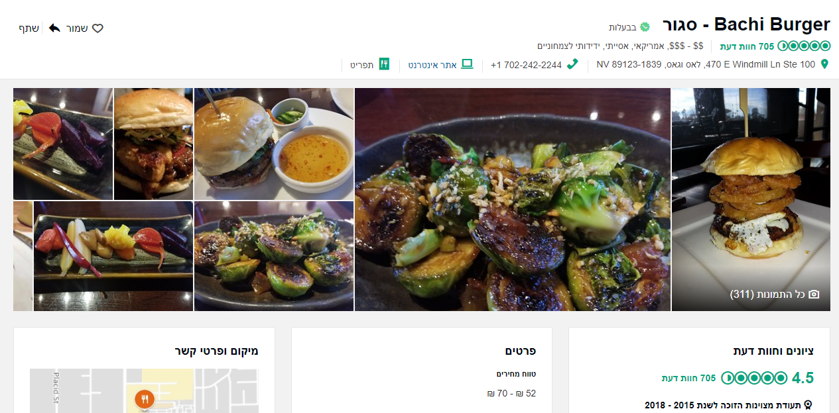 Bachi Burger - סגור
בבעלות
שמור
שתף
705 חוות דעת
$$ - $$$, אמריקאי, אסייתי, ידידותי לצמחוניים
470 E Windmill Ln Ste 100, לאס וגאס, NV 89123-1839
+1 702-242-2244
אתר אינטרנט
תפריט
כל התמונות (311)
ציונים וחוות דעת
4.5
705 חוות דעת
תעודת מצוינות הזוכה לשנת 2015 - 2018
פרטים
טווח מחירים
52 ₪ - 70 ₪
מיקום ופרטי קשר
Placid St